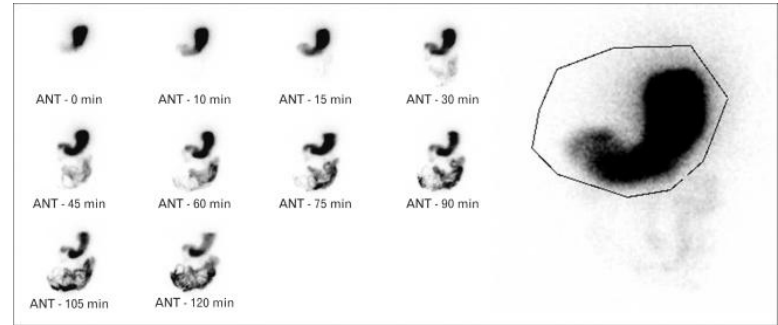 ANT - 0 min
ANT - 10 min
ANT - 15 min
ANT - 30 min
ANT - 45 min
ANT - 60 min
ANT - 75 min
ANT - 90 min
ANT - 105 min
ANT - 120 min